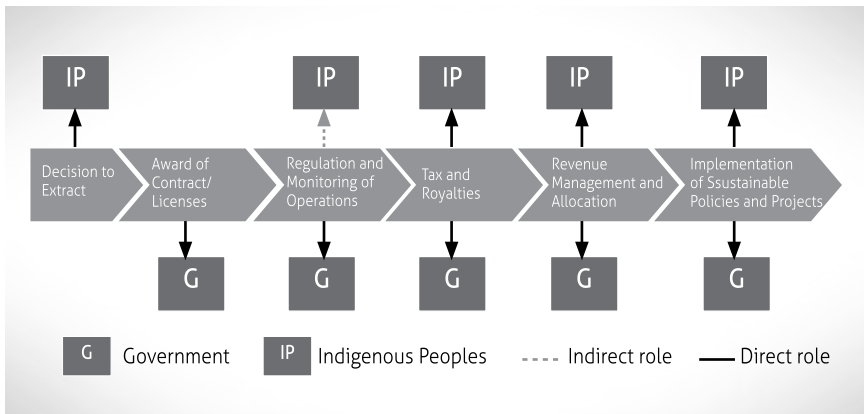 IP
IP
IP
IP
IP
Decision to
Extract
Award of
Contract/
Licenses
Regulation and
Monitoring of
Operations
Tax and
Royalties
Revenue
Management and
Allocation
Implementation
of Ssustainable
Policies and Projects
G
G
G
G
G
G Government
IP Indigenous Peoples
Indirect role
Direct role